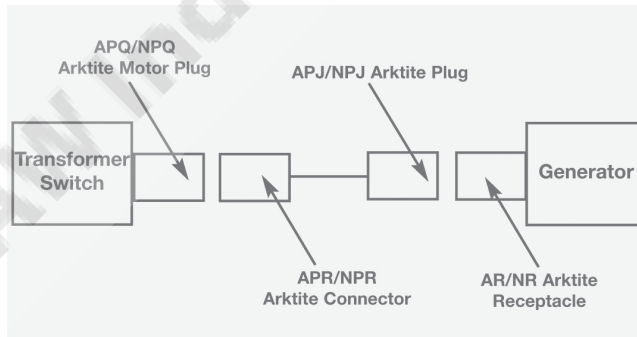 APQ/NPQ
Arktite Motor Plug
APJ/NPJ Arktite Plug
Transformer
Switch
Generator
APR/NPR
Arktite Connector
AR/NR Arktite
Receptacle